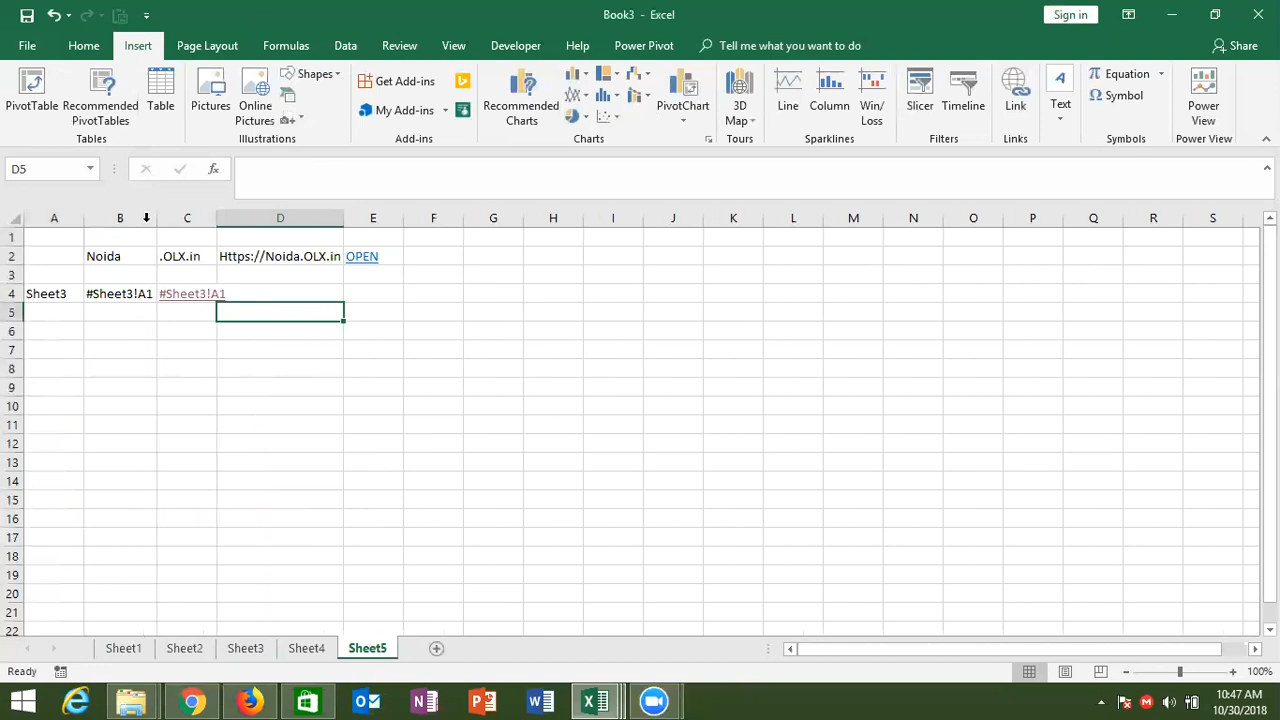 Book3 - Excel
Sign in
File Home Insert Page Layout Formulas Data Review View Developer Help Power Pivot Tell me what you want to do Share
PivotTable
Recommended PivotTables
Table
Tables
Pictures
Online Pictures
Shapes
Illustrations
Get Add-ins
My Add-ins
Add-ins
Recommended Charts
PivotChart
Charts
3D Map
Tours
Line
Column
Win/Loss
Sparklines
Slicer
Timeline
Filters
Link
Links
Text
Equation
Symbol
Symbols
Power View
Power View
D5
fx
A B C D E F G H I J K L M N O P Q R S
1
2 Noida .OLX.in Https://Noida.OLX.in OPEN
3
4 Sheet3 #Sheet3!A1 #Sheet3!A1
5
6
7
8
9
10
11
12
13
14
15
16
17
18
19
20
21
22
Sheet1 Sheet2 Sheet3 Sheet4 Sheet5
Ready
100%
10:47 AM
10/30/2018